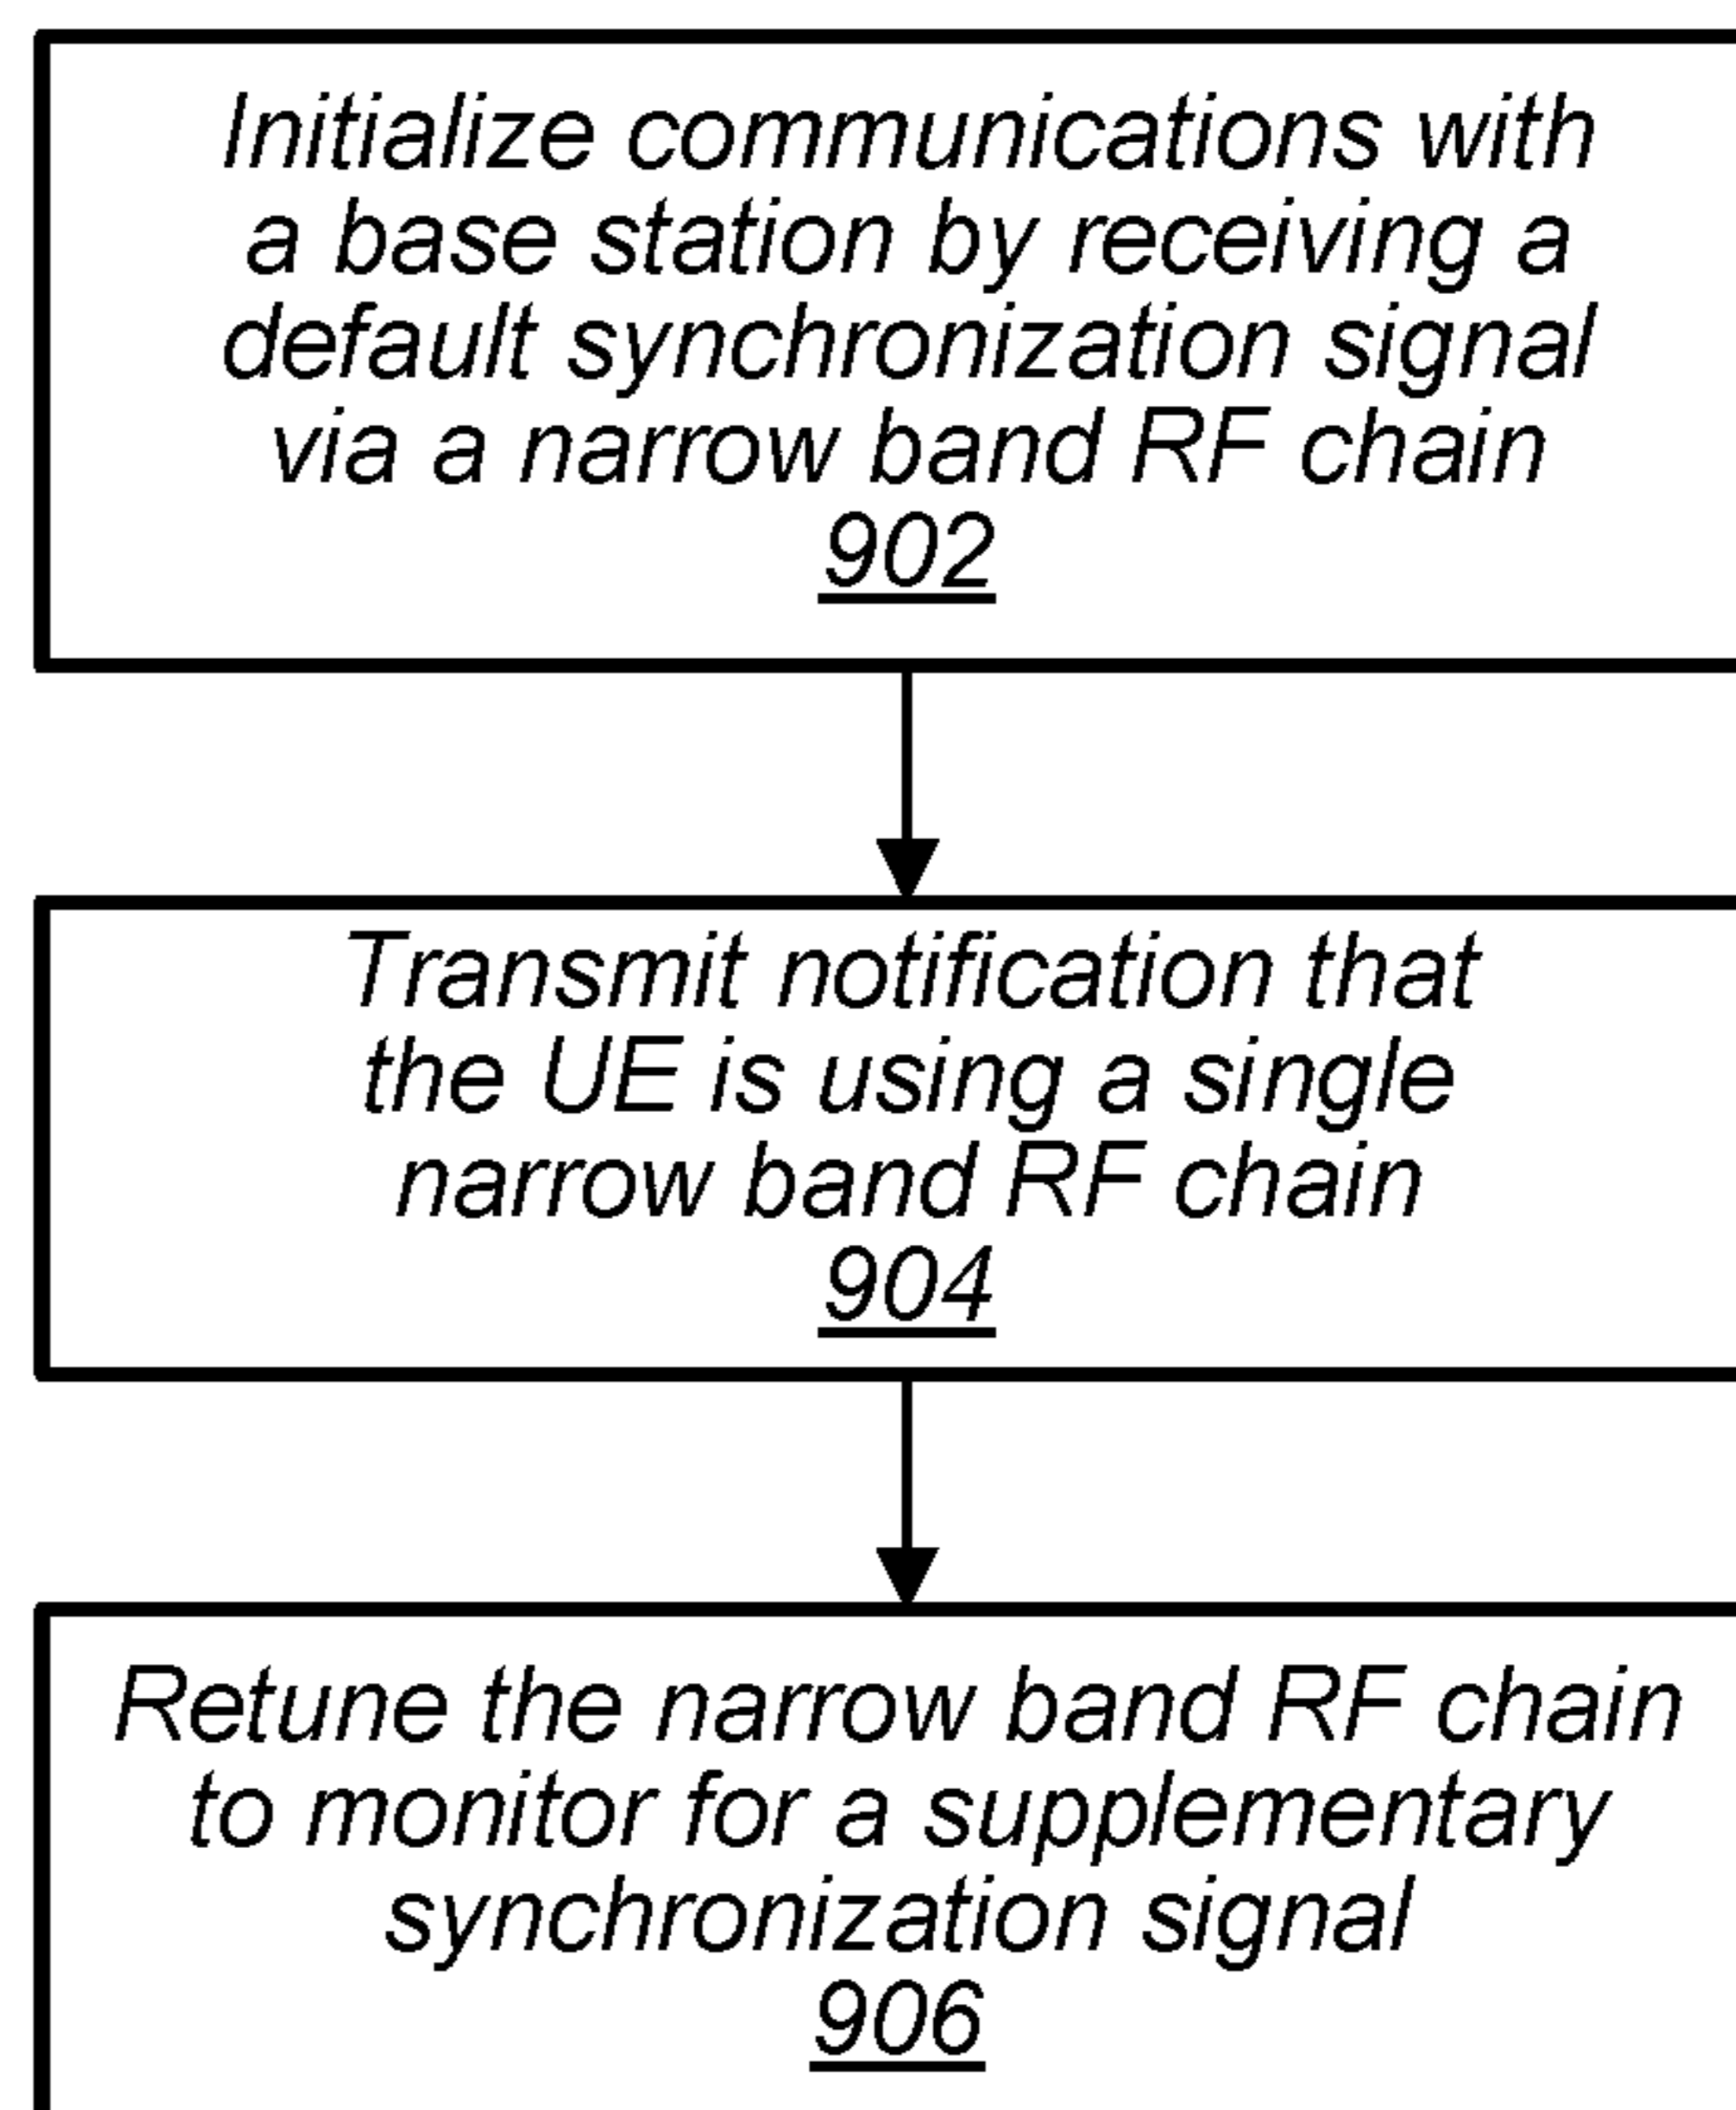 Initialize communications with
a base station by receiving a
default synchronization signal
via a narrow band RF chain
902
Transmit notification that
the UE is using a single
narrow band RF chain
904
Retune the narrow band RF chain
to monitor for a supplementary
synchronization signal
906